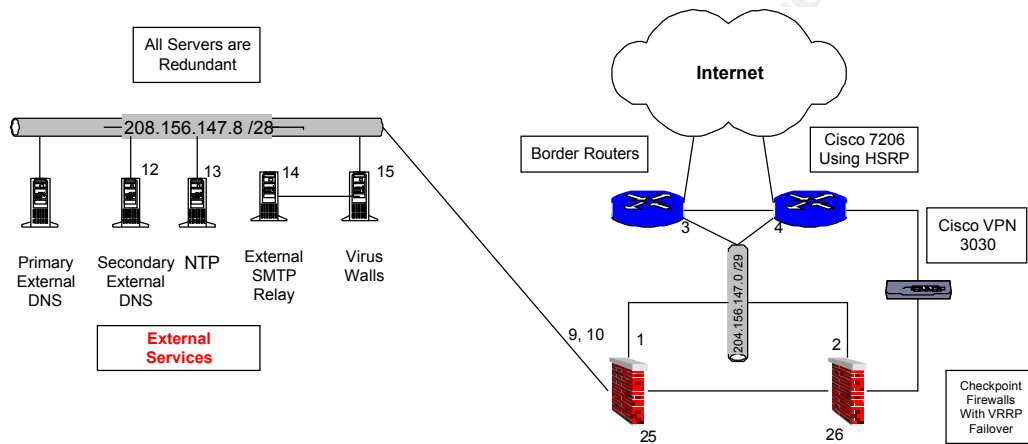 All Servers are
Redundant
208.156.147.8 /28
12
13
14
15
Primary
External
DNS
Secondary
External
DNS
NTP
External
SMTP
Relay
Virus
Walls
External
Services
Internet
Border Routers
Cisco 7206
Using HSRP
3
4
Cisco VPN
3030
204.156.147.0 /29
9, 10
1
2
25
26
Checkpoint
Firewalls
With VRRP
Failover